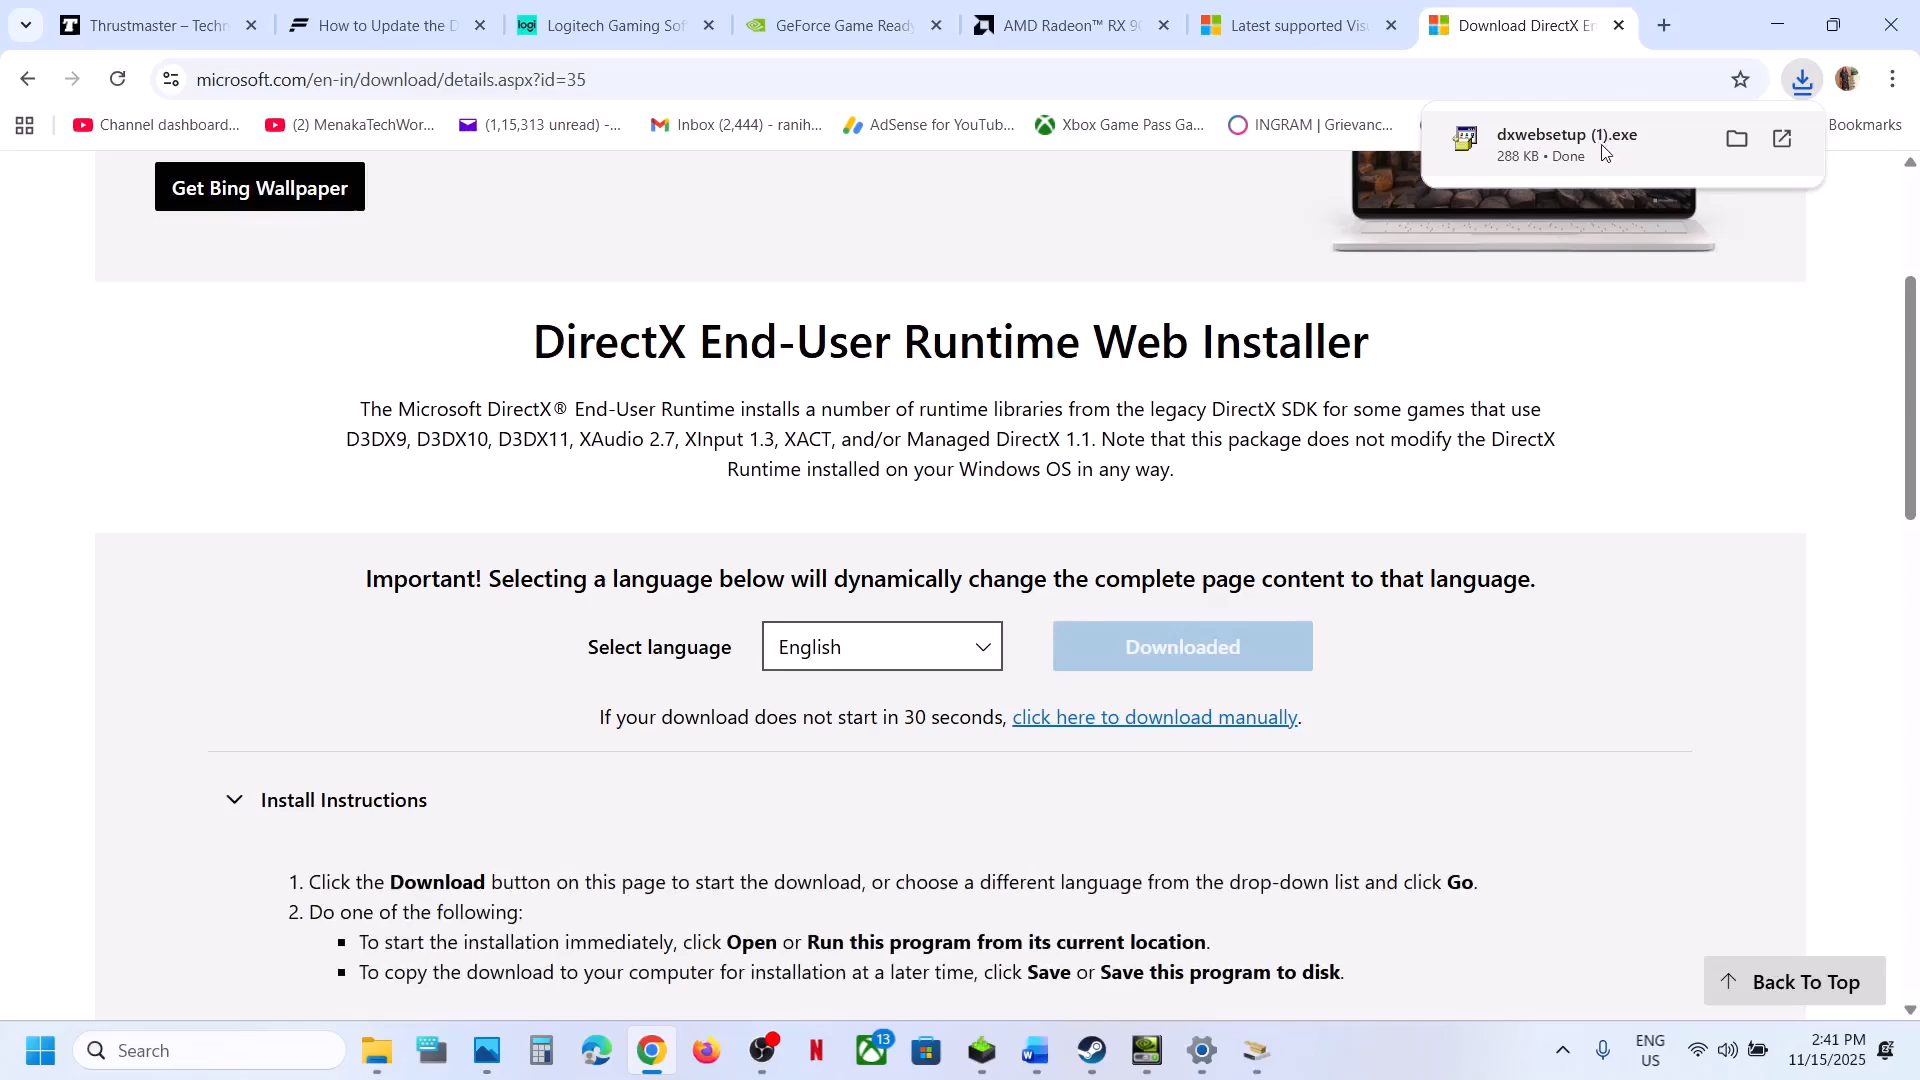 Thrustmaster – Techn
How to Update the D
Logitech Gaming Sof
GeForce Game Ready
AMD Radeon™ RX 90
Latest supported Visu
Download DirectX En
microsoft.com/en-in/download/details.aspx?id=35
Channel dashboard...
(2) MenakaTechWor...
(1,15,313 unread) -...
Inbox (2,444) - ranih...
AdSense for YouTub...
Xbox Game Pass Ga...
INGRAM | Grievanc...
Bookmarks
dxwebsetup (1).exe
288 KB • Done
Get Bing Wallpaper
DirectX End-User Runtime Web Installer
The Microsoft DirectX® End-User Runtime installs a number of runtime libraries from the legacy DirectX SDK for some games that use
D3DX9, D3DX10, D3DX11, XAudio 2.7, XInput 1.3, XACT, and/or Managed DirectX 1.1. Note that this package does not modify the DirectX
Runtime installed on your Windows OS in any way.
Important! Selecting a language below will dynamically change the complete page content to that language.
Select language
English
Downloaded
If your download does not start in 30 seconds, click here to download manually.
Install Instructions
1. Click the Download button on this page to start the download, or choose a different language from the drop-down list and click Go.
2. Do one of the following:
▪ To start the installation immediately, click Open or Run this program from its current location.
▪ To copy the download to your computer for installation at a later time, click Save or Save this program to disk.
Back To Top
Search
13
ENG
US
2:41 PM
11/15/2025